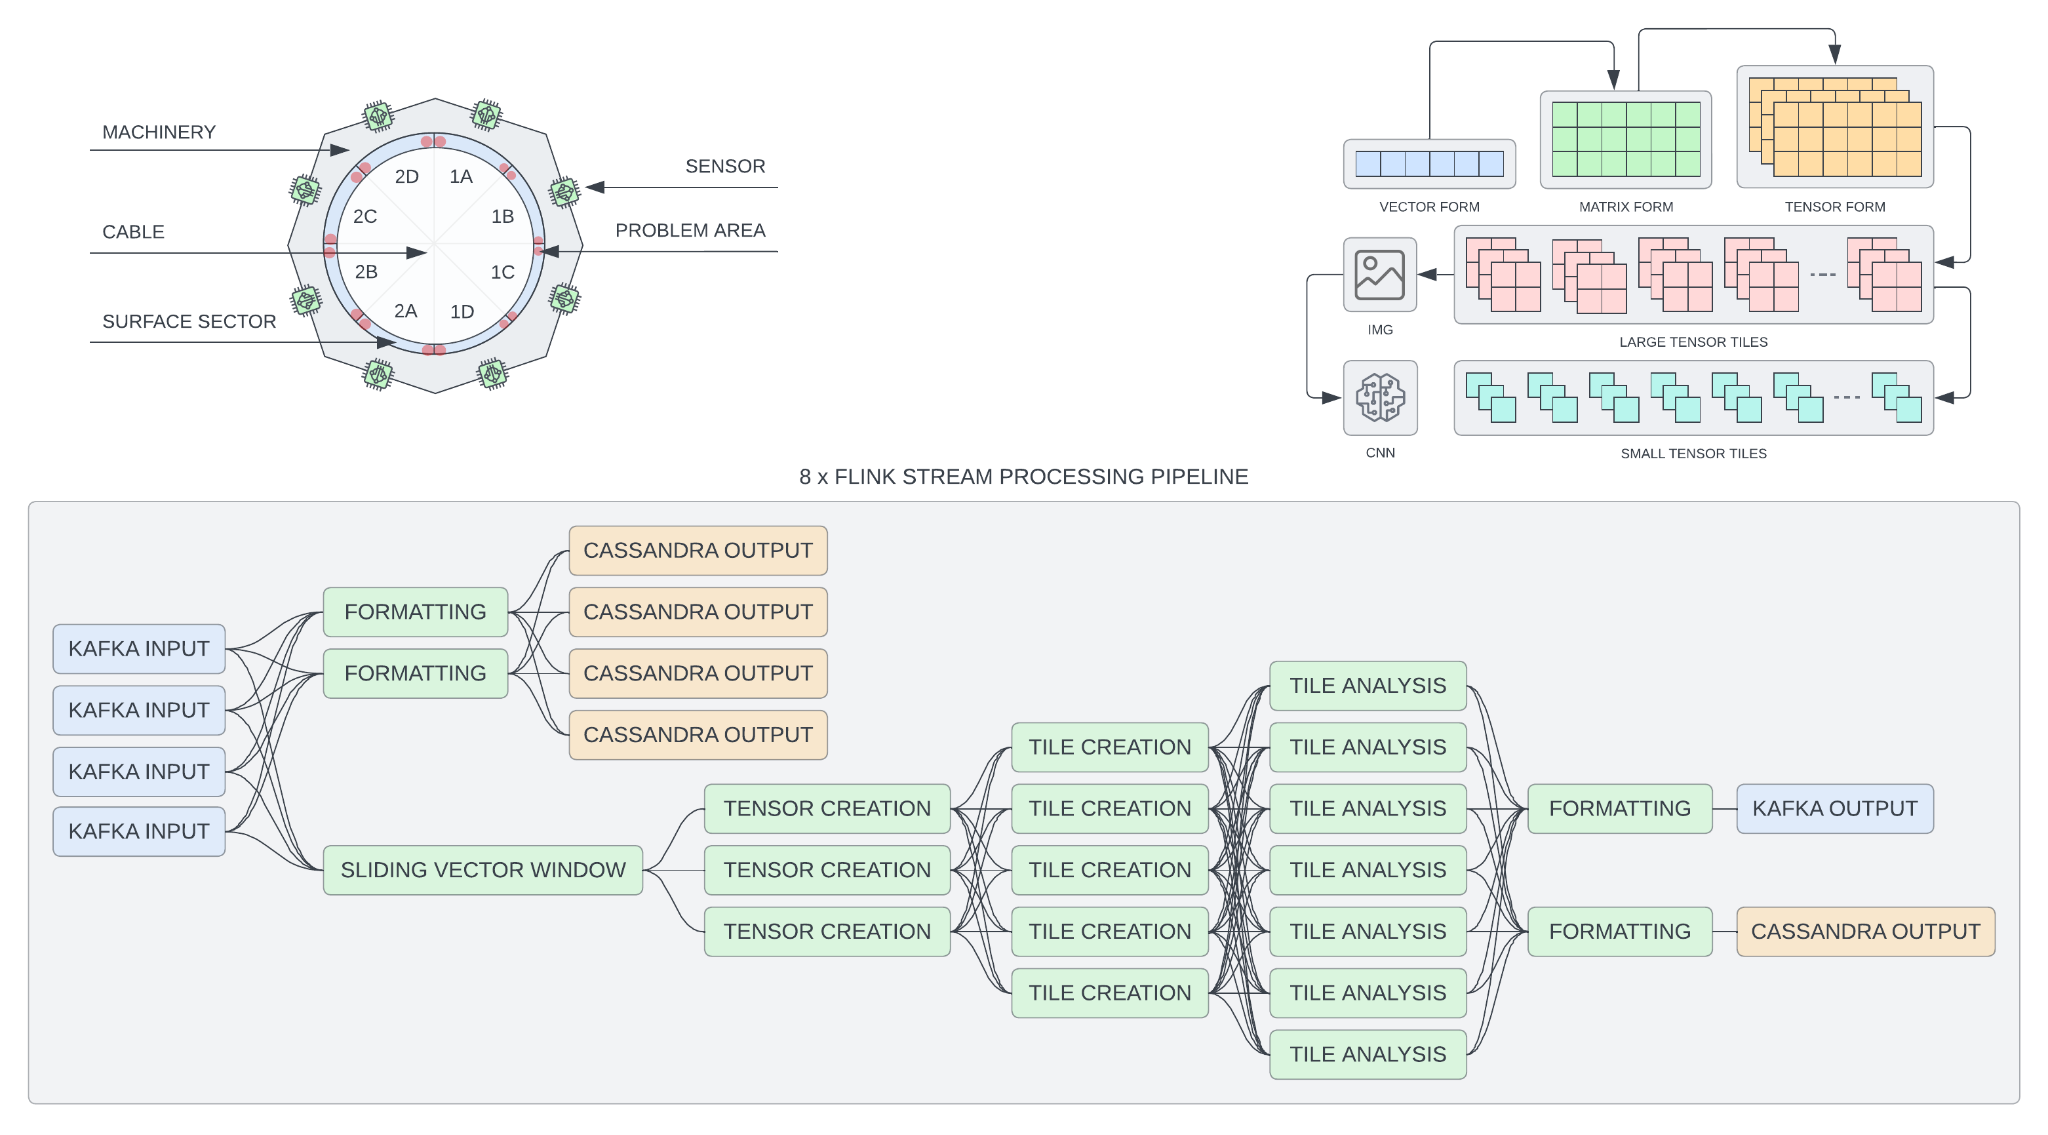 MACHINERY
CABLE
SURFACE SECTOR
2D
1A
2C
1B
2B
1C
2A
1D
SENSOR
PROBLEM AREA
VECTOR FORM
MATRIX FORM
TENSOR FORM
IMG
LARGE TENSOR TILES
CNN
SMALL TENSOR TILES
8 x FLINK STREAM PROCESSING PIPELINE
KAFKA INPUT
KAFKA INPUT
KAFKA INPUT
KAFKA INPUT
FORMATTING
FORMATTING
CASSANDRA OUTPUT
CASSANDRA OUTPUT
CASSANDRA OUTPUT
CASSANDRA OUTPUT
SLIDING VECTOR WINDOW
TENSOR CREATION
TENSOR CREATION
TENSOR CREATION
TILE CREATION
TILE CREATION
TILE CREATION
TILE CREATION
TILE CREATION
TILE ANALYSIS
TILE ANALYSIS
TILE ANALYSIS
TILE ANALYSIS
TILE ANALYSIS
TILE ANALYSIS
TILE ANALYSIS
FORMATTING
KAFKA OUTPUT
FORMATTING
CASSANDRA OUTPUT